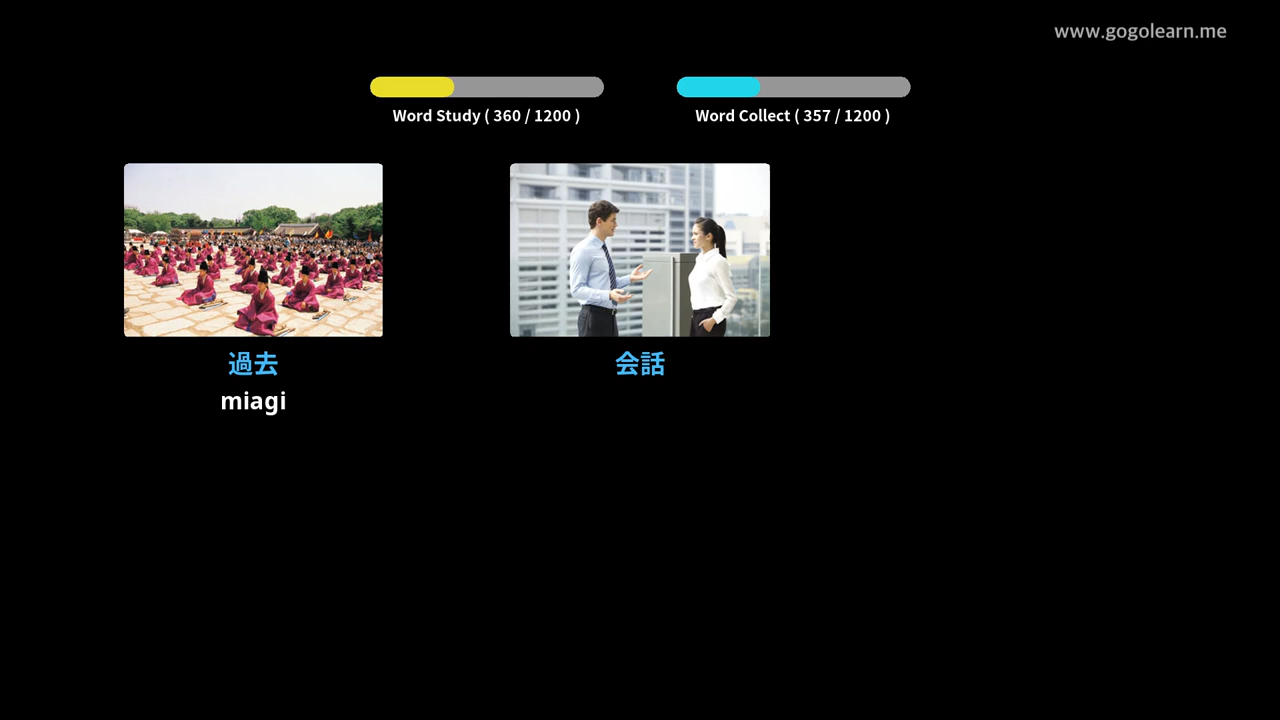 www.gogolearn.me
Word Study ( 360 / 1200 )
Word Collect ( 357 / 1200 )
過去
会話
miagi